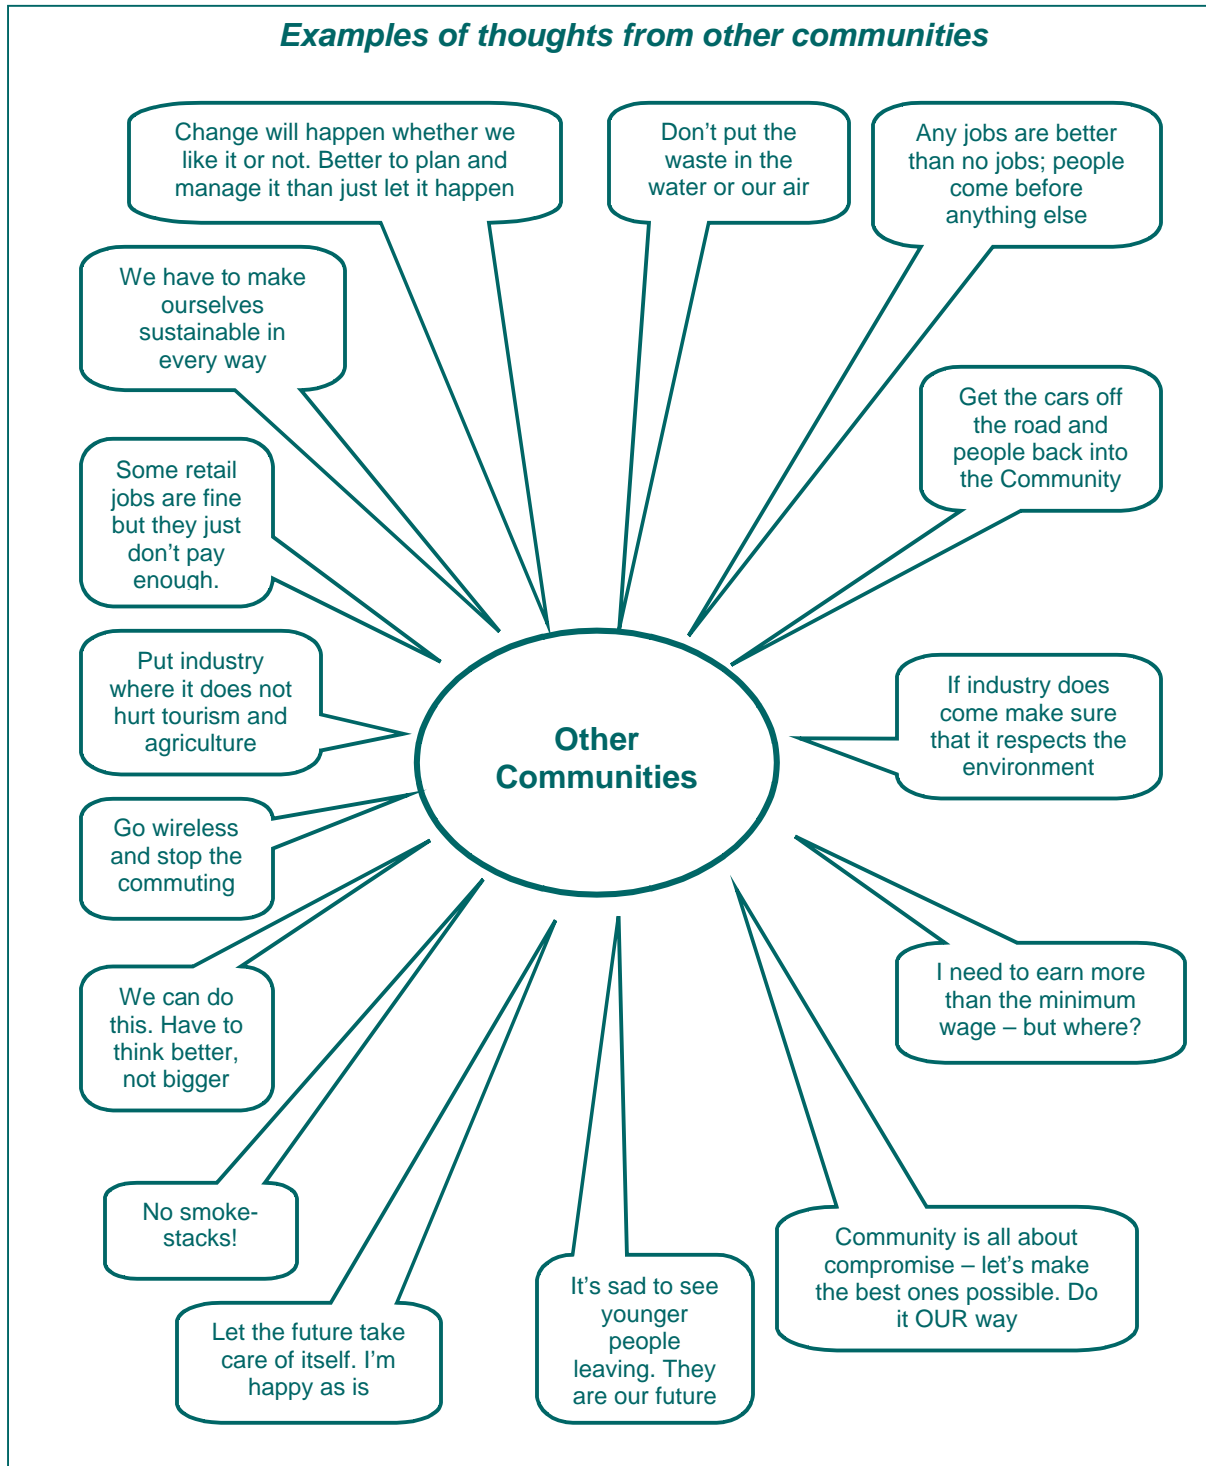 Examples of thoughts from other communities
Change will happen whether we
like it or not. Better to plan and
manage it than just let it happen
Don’t put the
waste in the
water or our air
Any jobs are better
than no jobs; people
come before
anything else
We have to make
ourselves
sustainable in
every way
Get the cars off
the road and
people back into
the Community
Some retail
jobs are fine
but they just
don’t pay
enough.
Put industry
where it does not
hurt tourism and
agriculture
Other
Communities
If industry does
come make sure
that it respects the
environment
Go wireless
and stop the
commuting
I need to earn more
than the minimum
wage – but where?
We can do
this. Have to
think better,
not bigger
No smoke-
stacks!
Community is all about
compromise – let’s make
the best ones possible. Do
it OUR way
It’s sad to see
younger
people
leaving. They
are our future
Let the future take
care of itself. I’m
happy as is